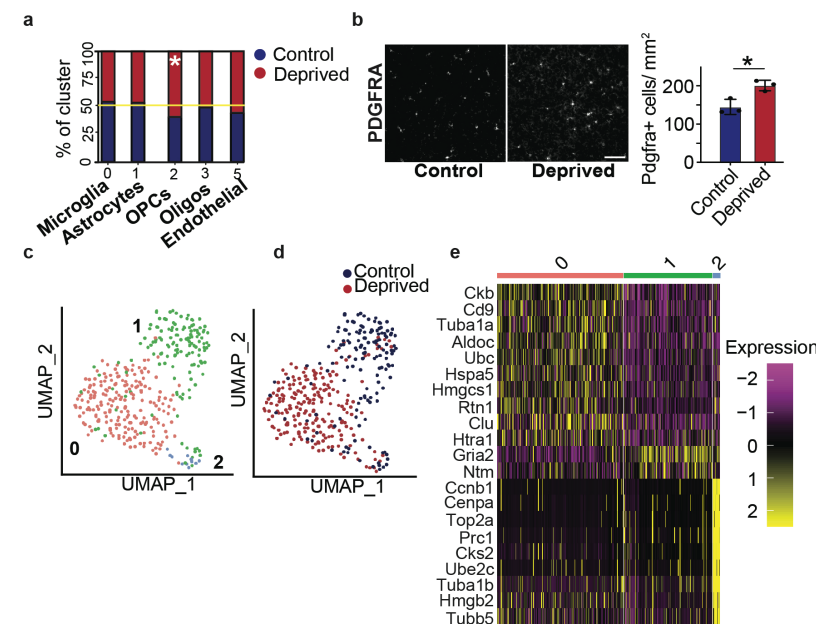 a
% of cluster
100
75
50
25
0
*
Control
Deprived
0
1
2
3
5
Microglia
Astrocytes
OPCs
Oligos
Endothelial
b
PDGFRA
Control
Deprived
Pdgfra+ cells/ mm²
200
100
0
*
Control
Deprived
c
UMAP_2
1
0
2
UMAP_1
d
Control
Deprived
UMAP_2
UMAP_1
e
0
1
2
Ckb
Cd9
Tuba1a
Aldoc
Ubc
Hspa5
Hmgcs1
Rtn1
Clu
Htra1
Gria2
Ntm
Ccnb1
Cenpa
Top2a
Prc1
Cks2
Ube2c
Tuba1b
Hmgb2
Tubb5
Expression
−2
−1
0
1
2